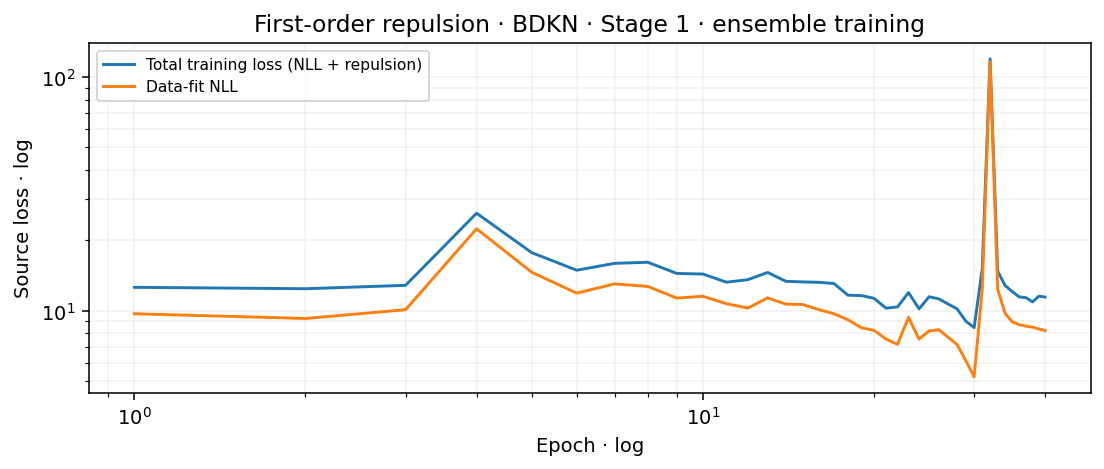 First-order repulsion · BDKN · Stage 1 · ensemble training
Total training loss (NLL + repulsion)
Data-fit NLL
Source loss · log
10²
10¹
10⁰
10¹
Epoch · log